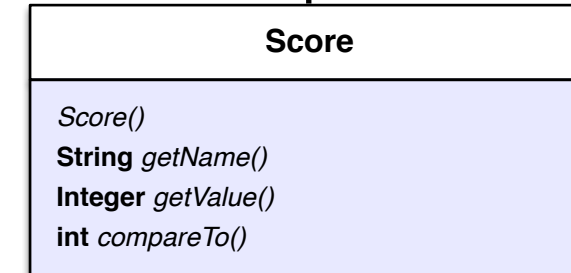 Score
Score()
String getName()
Integer getValue()
int compareTo()